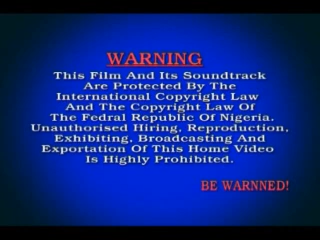 WARNING
This Film And Its Soundtrack
Are Protected By The
International Copyright Law
And The Copyright Law Of
The Fedral Republic Of Nigeria.
Unauthorised Hiring, Reproduction,
Exhibiting, Broadcasting And
Exportation Of This Home Video
Is Highly Prohibited.
BE WARNNED!